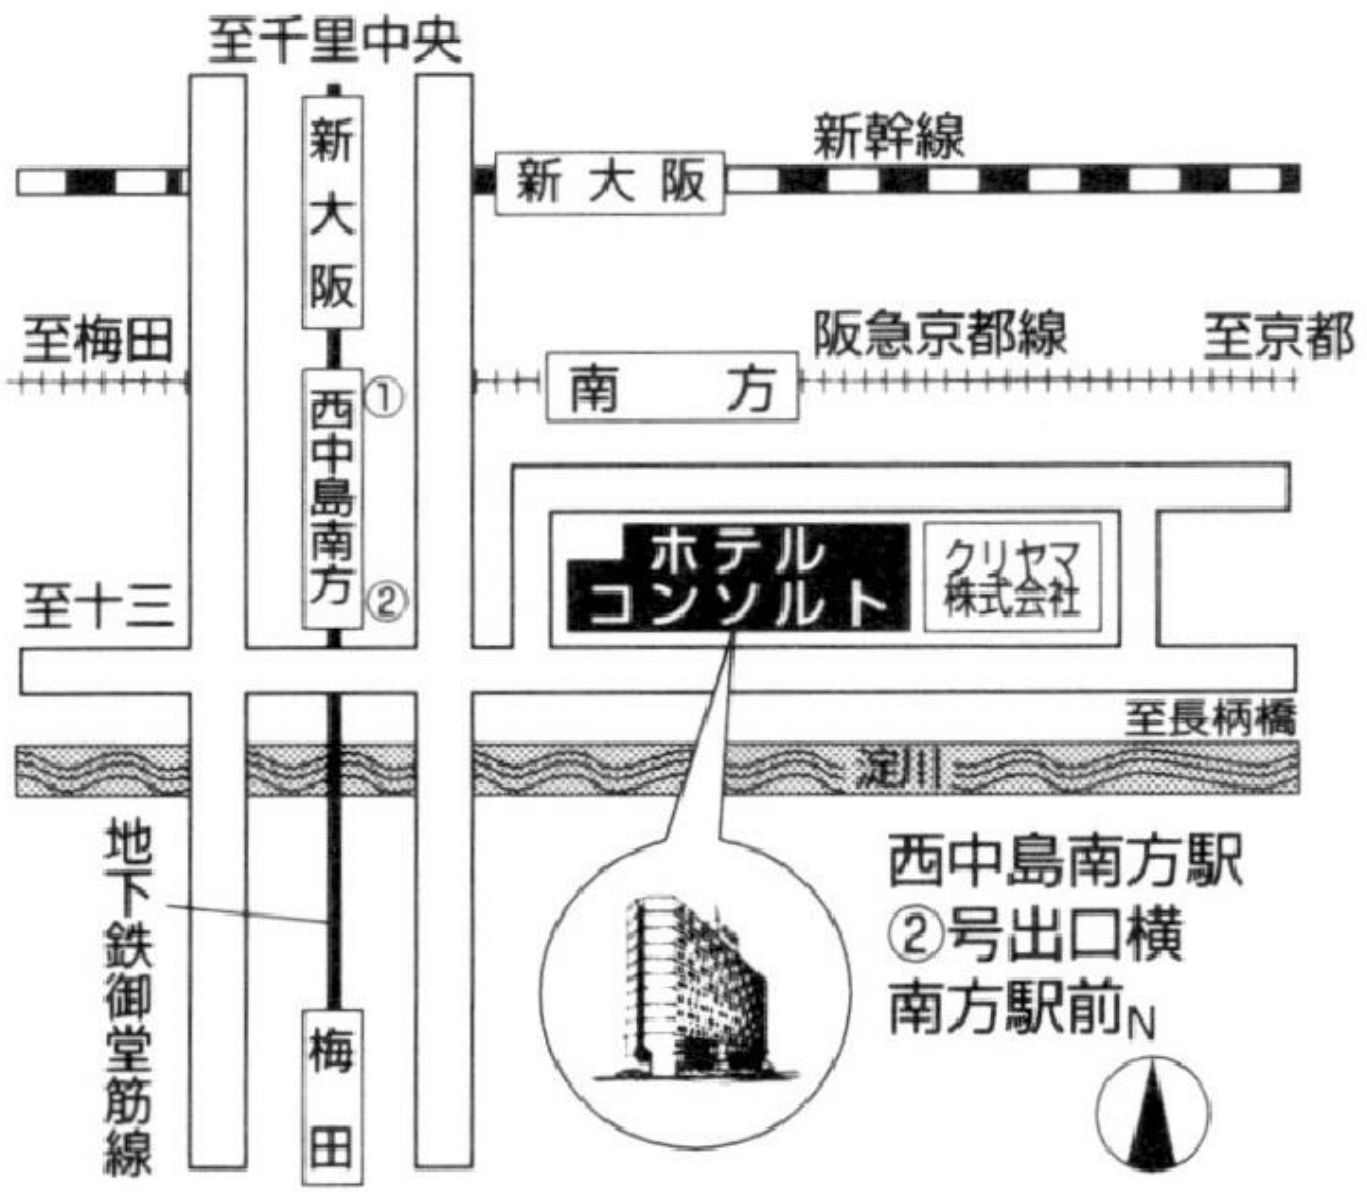 至千里中央
新大阪
新幹線
新大阪
至梅田
阪急京都線
至京都
南方
西中島南方
①
②
至十三
ホテル
コンソルト
クリヤマ
株式会社
至長柄橋
淀川
地下鉄御堂筋線
梅田
西中島南方駅
②号出口横
南方駅前
N